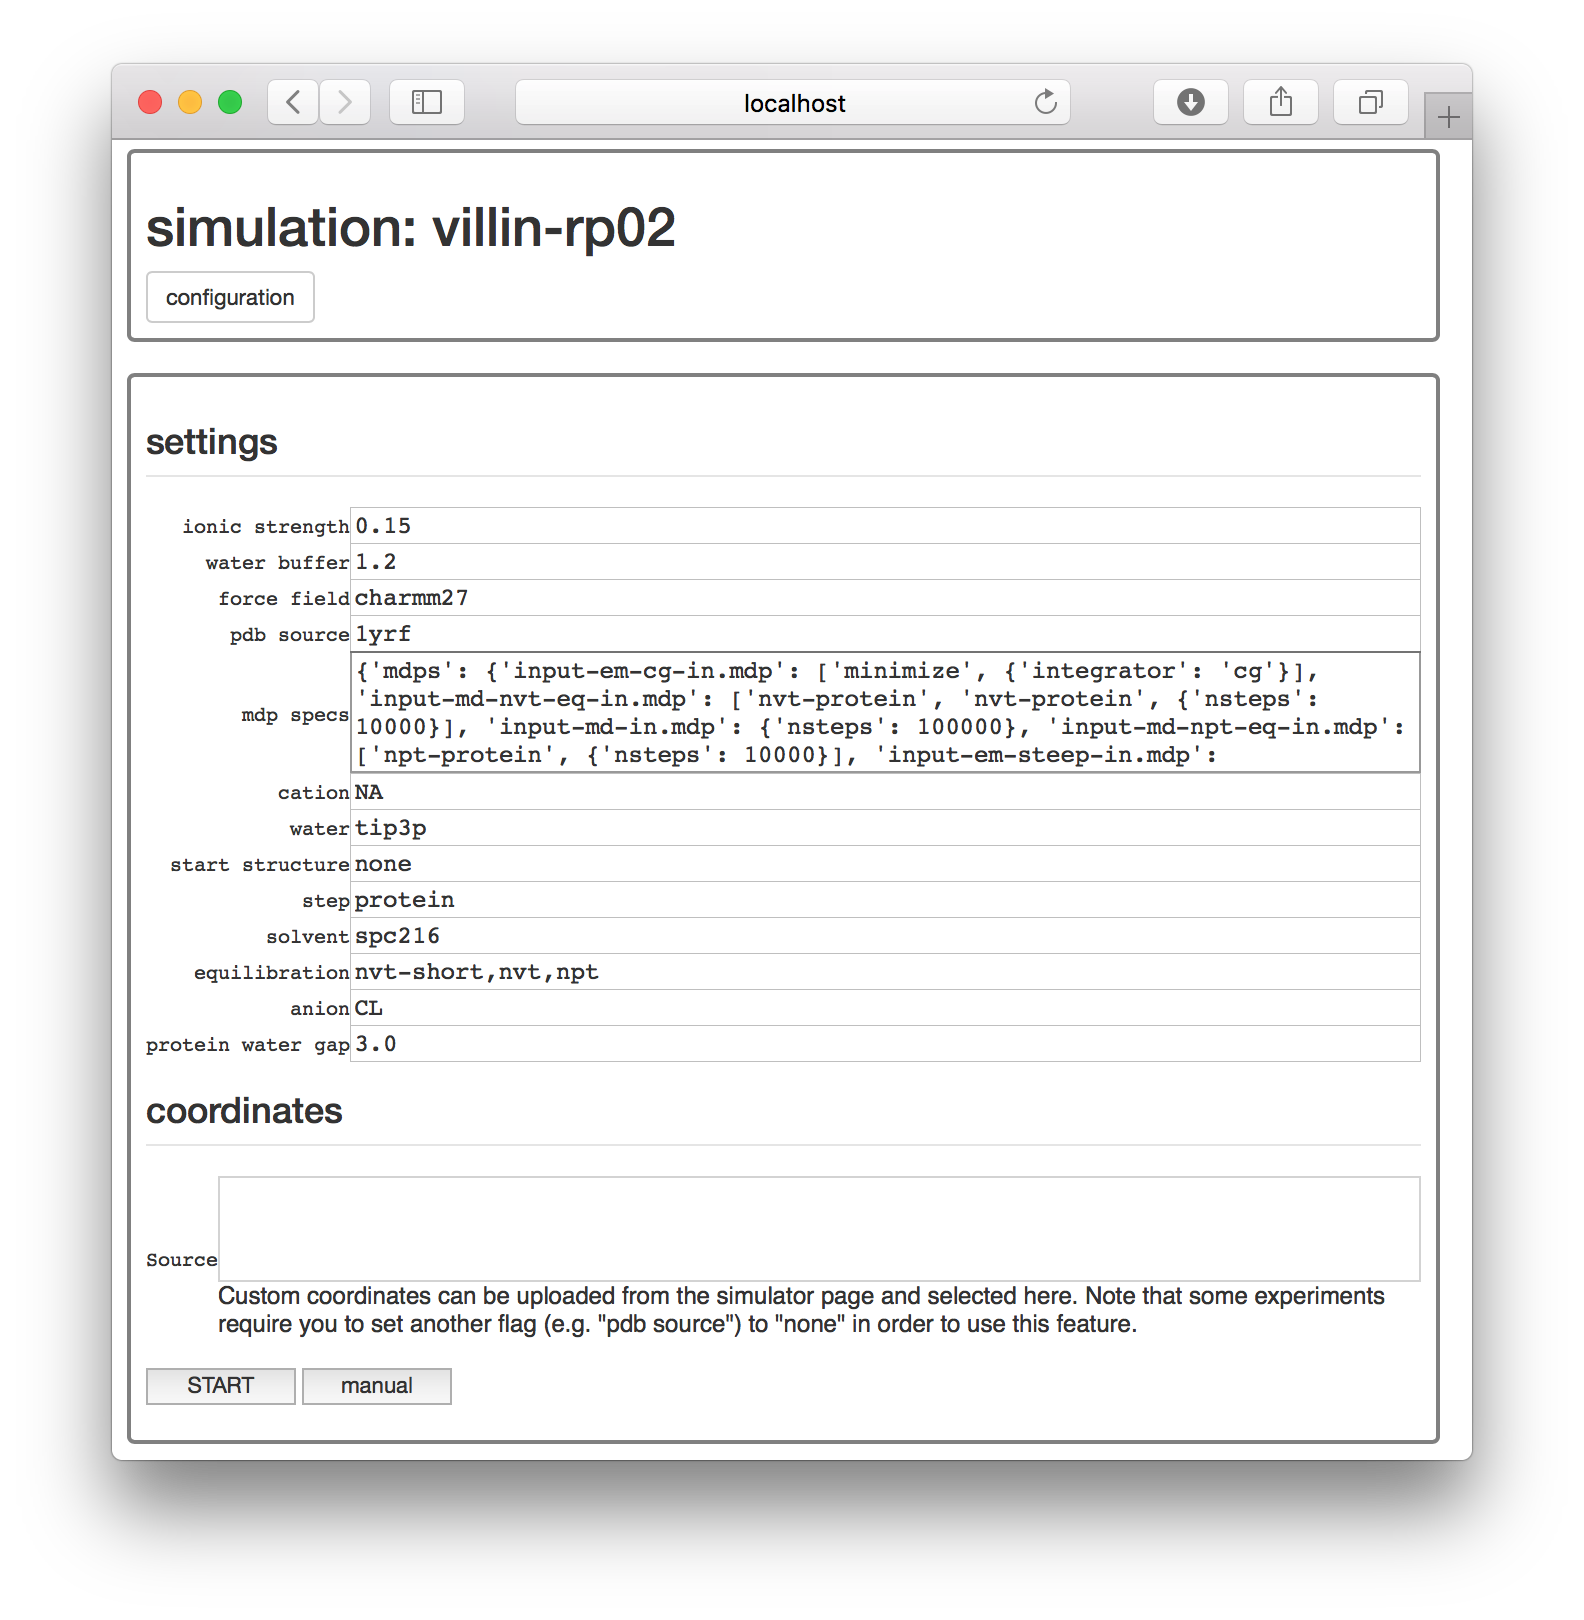 localhost
simulation: villin-rp02
configuration
settings
ionic strength 0.15
water buffer 1.2
force field charmm27
pdb source 1yrf
mdp specs {'mdps': {'input-em-cg-in.mdp': ['minimize', {'integrator': 'cg'}],
'input-md-nvt-eq-in.mdp': ['nvt-protein', 'nvt-protein', {'nsteps':
10000}], 'input-md-in.mdp': {'nsteps': 100000}, 'input-md-npt-eq-in.mdp':
['npt-protein', {'nsteps': 10000}], 'input-em-steep-in.mdp':
cation NA
water tip3p
start structure none
step protein
solvent spc216
equilibration nvt-short,nvt,npt
anion CL
protein water gap 3.0
coordinates
Source
Custom coordinates can be uploaded from the simulator page and selected here. Note that some experiments
require you to set another flag (e.g. "pdb source") to "none" in order to use this feature.
START manual